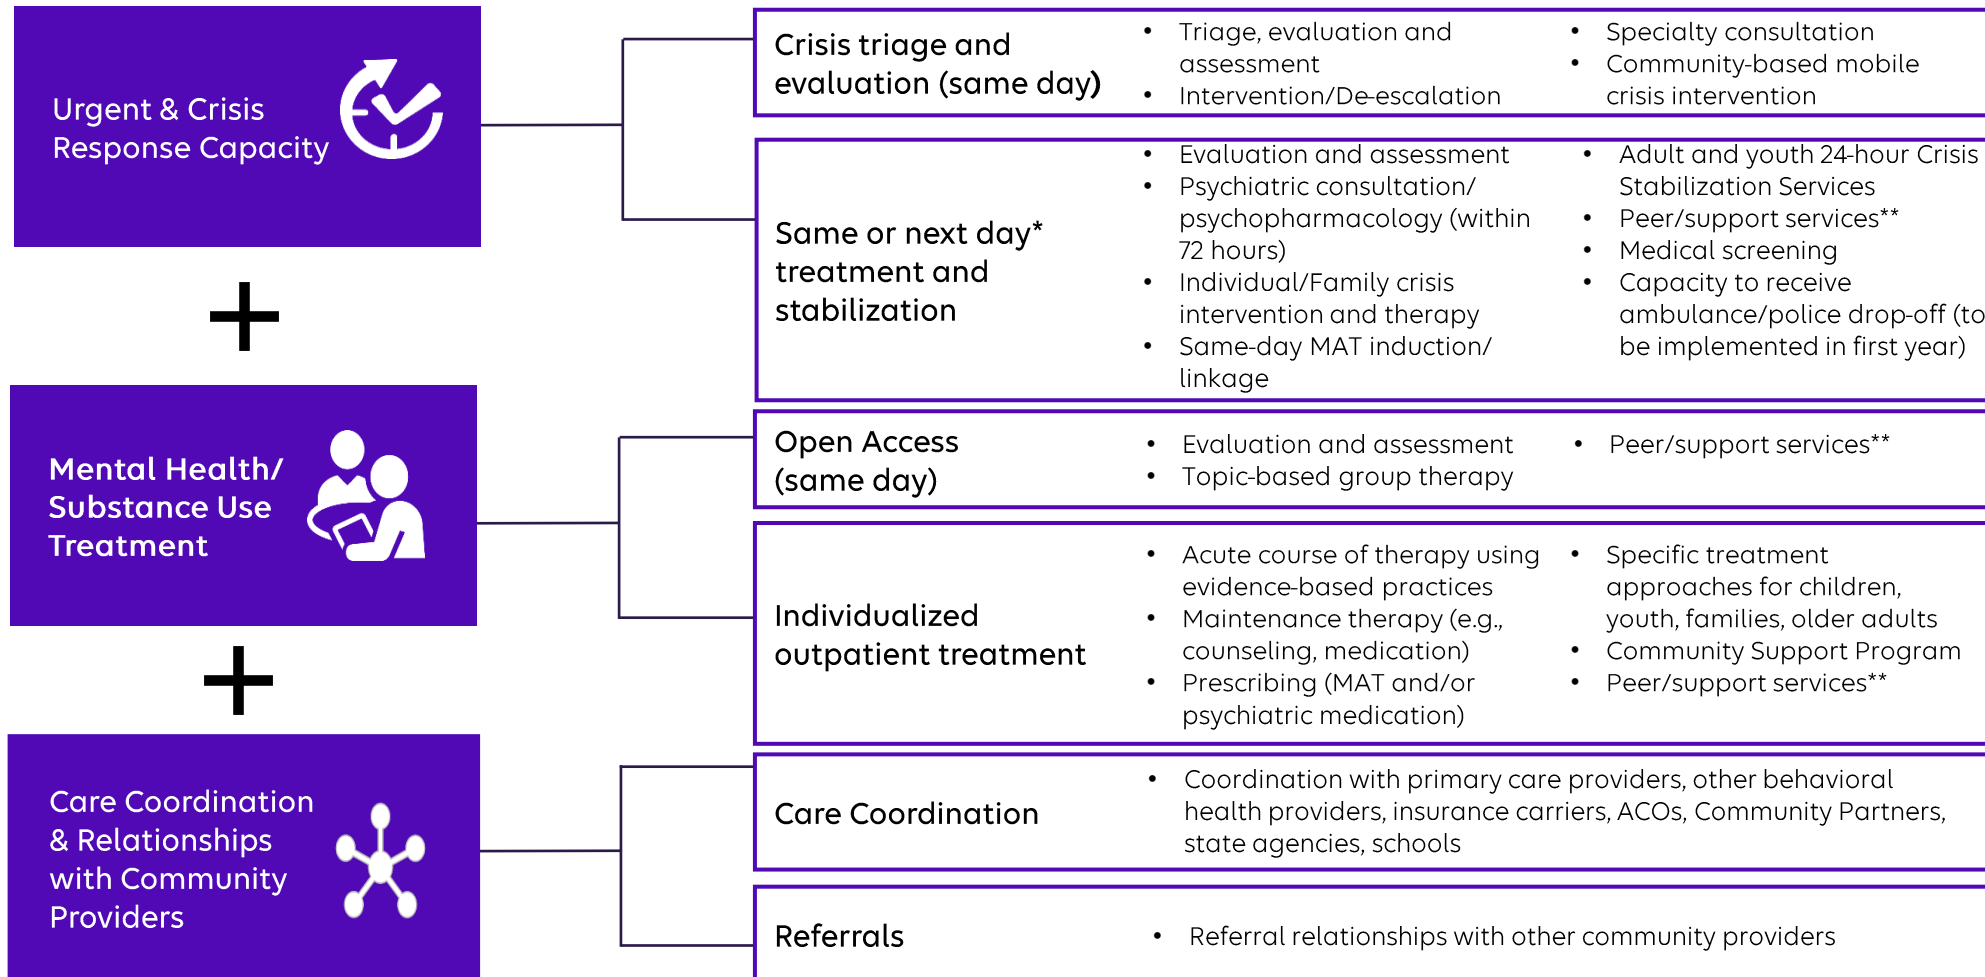 Urgent & Crisis
Response Capacity
Crisis triage and
evaluation (same day)
• Triage, evaluation and
assessment
• Intervention/De-escalation
• Specialty consultation
• Community-based mobile
crisis intervention
Same or next day*
treatment and
stabilization
• Evaluation and assessment
• Psychiatric consultation/
psychopharmacology (within
72 hours)
• Individual/Family crisis
intervention and therapy
• Same-day MAT induction/
linkage
• Adult and youth 24-hour Crisis
Stabilization Services
• Peer/support services**
• Medical screening
• Capacity to receive
ambulance/police drop-off (to
be implemented in first year)
Mental Health/
Substance Use
Treatment
Open Access
(same day)
• Evaluation and assessment
• Topic-based group therapy
• Peer/support services**
Individualized
outpatient treatment
• Acute course of therapy using
evidence-based practices
• Maintenance therapy (e.g.,
counseling, medication)
• Prescribing (MAT and/or
psychiatric medication)
• Specific treatment
approaches for children,
youth, families, older adults
• Community Support Program
• Peer/support services**
Care Coordination
& Relationships
with Community
Providers
Care Coordination
• Coordination with primary care providers, other behavioral
health providers, insurance carriers, ACOs, Community Partners,
state agencies, schools
Referrals
• Referral relationships with other community providers